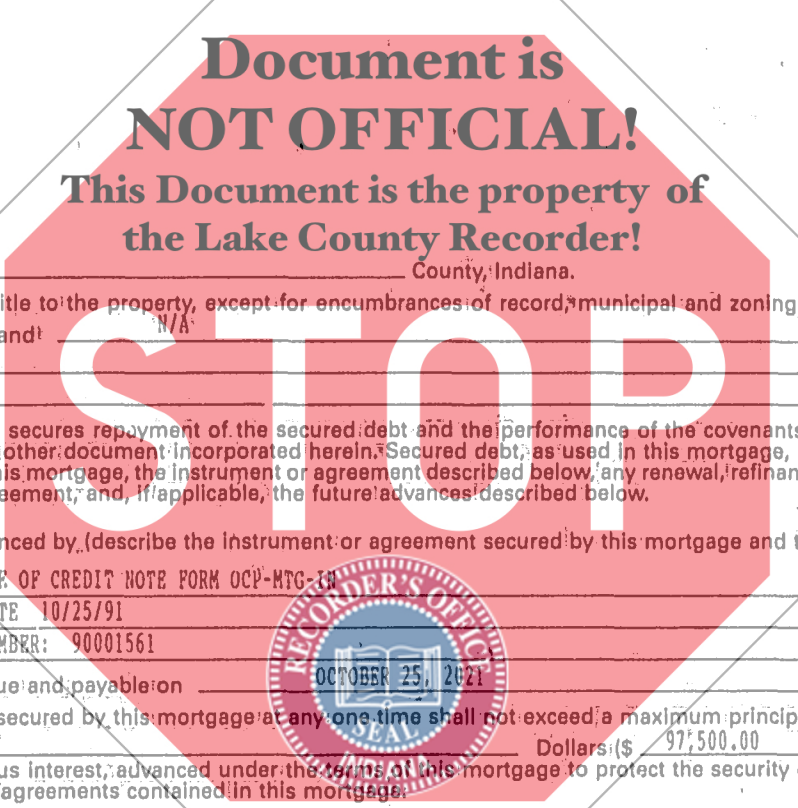 Document is
NOT OFFICIAL!
This Document is the property of
the Lake County Recorder!
County, Indiana.
itle to the property, except for encumbrances of record, municipal and zoning
and N/A
STOP
secures repayment of the secured debt and the performance of the covenants
other document incorporated herein. Secured debt, as used in this mortgage,
his mortgage, the instrument or agreement described below, any renewal, refinan
eement, and, if applicable, the future advances described below.
nced by (describe the instrument or agreement secured by this mortgage and t
E OF CREDIT NOTE FORM OCP-MTG-IN
TE 10/25/91
MBER: 90001561
RECORDER'S OFFICE
ue and payable on OCTOBER 25, 2021
secured by this mortgage at any one time shall not exceed a maximum princip
SEAL
Dollars ($ 97,500.00
us interest, advanced under the terms of this mortgage to protect the security
agreements contained in this mortgage.